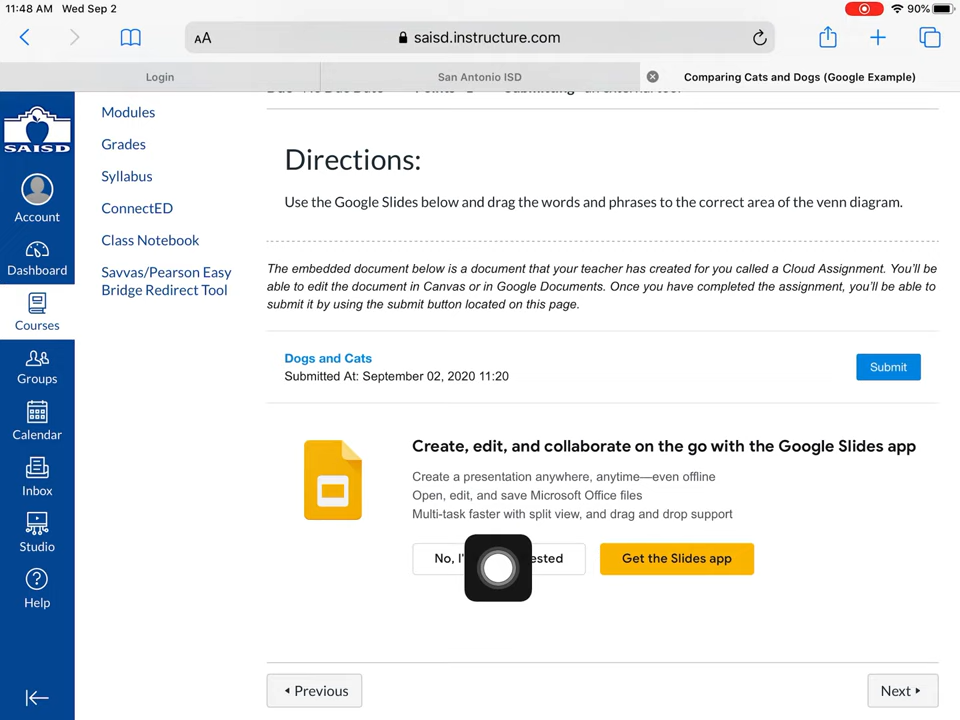 11:48 AM Wed Sep 2
90%
AA
saisd.instructure.com
Login
San Antonio ISD
Comparing Cats and Dogs (Google Example)
SAISD
Account
Dashboard
Courses
Groups
Calendar
Inbox
Studio
Help
Modules
Grades
Syllabus
ConnectED
Class Notebook
Savvas/Pearson Easy
Bridge Redirect Tool
Directions:
Use the Google Slides below and drag the words and phrases to the correct area of the venn diagram.
The embedded document below is a document that your teacher has created for you called a Cloud Assignment. You'll be
able to edit the document in Canvas or in Google Documents. Once you have completed the assignment, you'll be able to
submit it by using the submit button located on this page.
Dogs and Cats
Submitted At: September 02, 2020 11:20
Submit
Create, edit, and collaborate on the go with the Google Slides app
Create a presentation anywhere, anytime—even offline
Open, edit, and save Microsoft Office files
Multi-task faster with split view, and drag and drop support
No,
Get the Slides app
Previous
Next